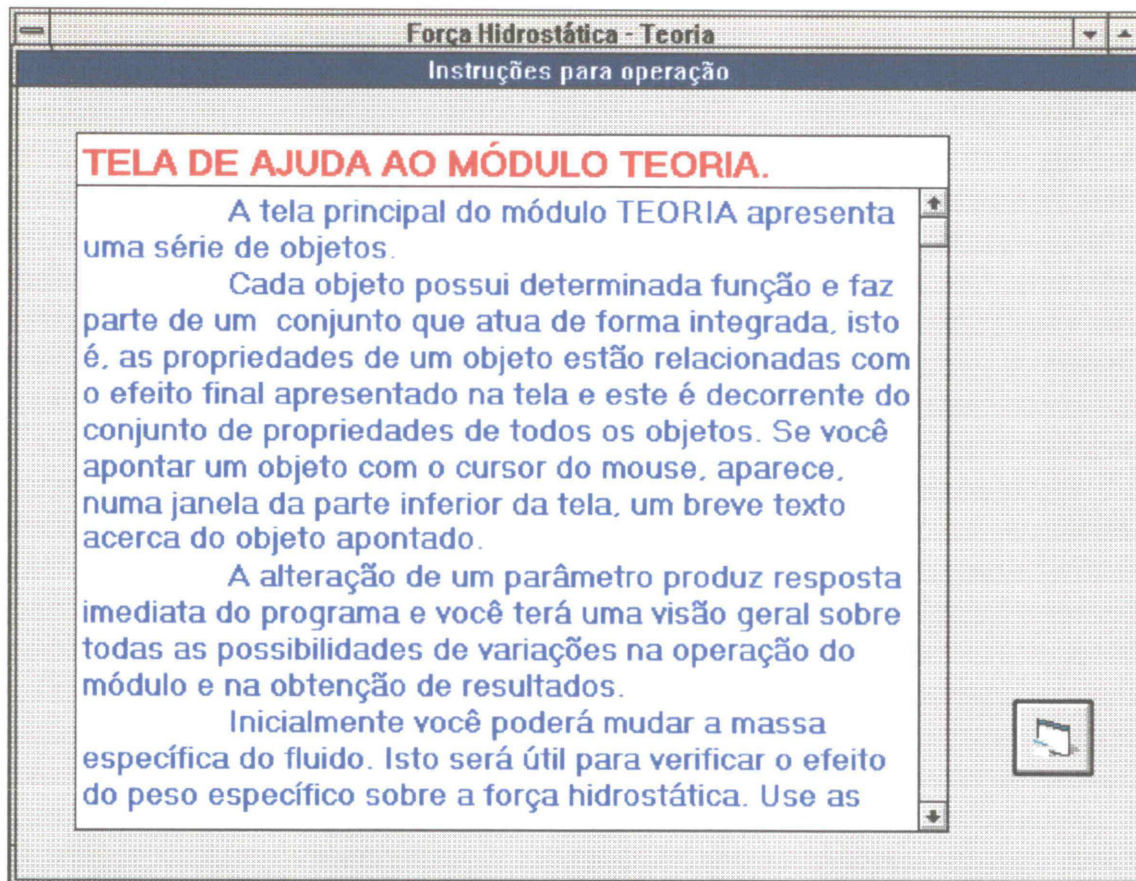 Força Hidrostática - Teoria
Instruções para operação
TELA DE AJUDA AO MÓDULO TEORIA.
A tela principal do módulo TEORIA apresenta
uma série de objetos.
Cada objeto possui determinada função e faz
parte de um  conjunto que atua de forma integrada, isto
é, as propriedades de um objeto estão relacionadas com
o efeito final apresentado na tela e este é decorrente do
conjunto de propriedades de todos os objetos. Se você
apontar um objeto com o cursor do mouse, aparece,
numa janela da parte inferior da tela, um breve texto
acerca do objeto apontado.
A alteração de um parâmetro produz resposta
imediata do programa e você terá uma visão geral sobre
todas as possibilidades de variações na operação do
módulo e na obtenção de resultados.
Inicialmente você poderá mudar a massa
específica do fluido. Isto será útil para verificar o efeito
do peso específico sobre a força hidrostática. Use as